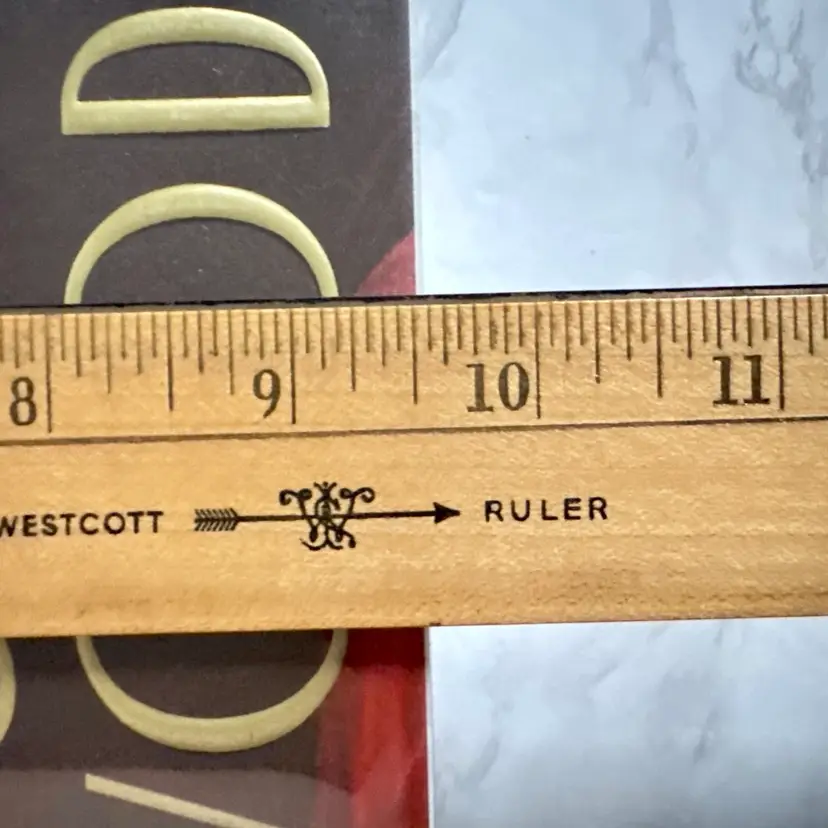 D
8 9 10 11
WESTCOTT RULER